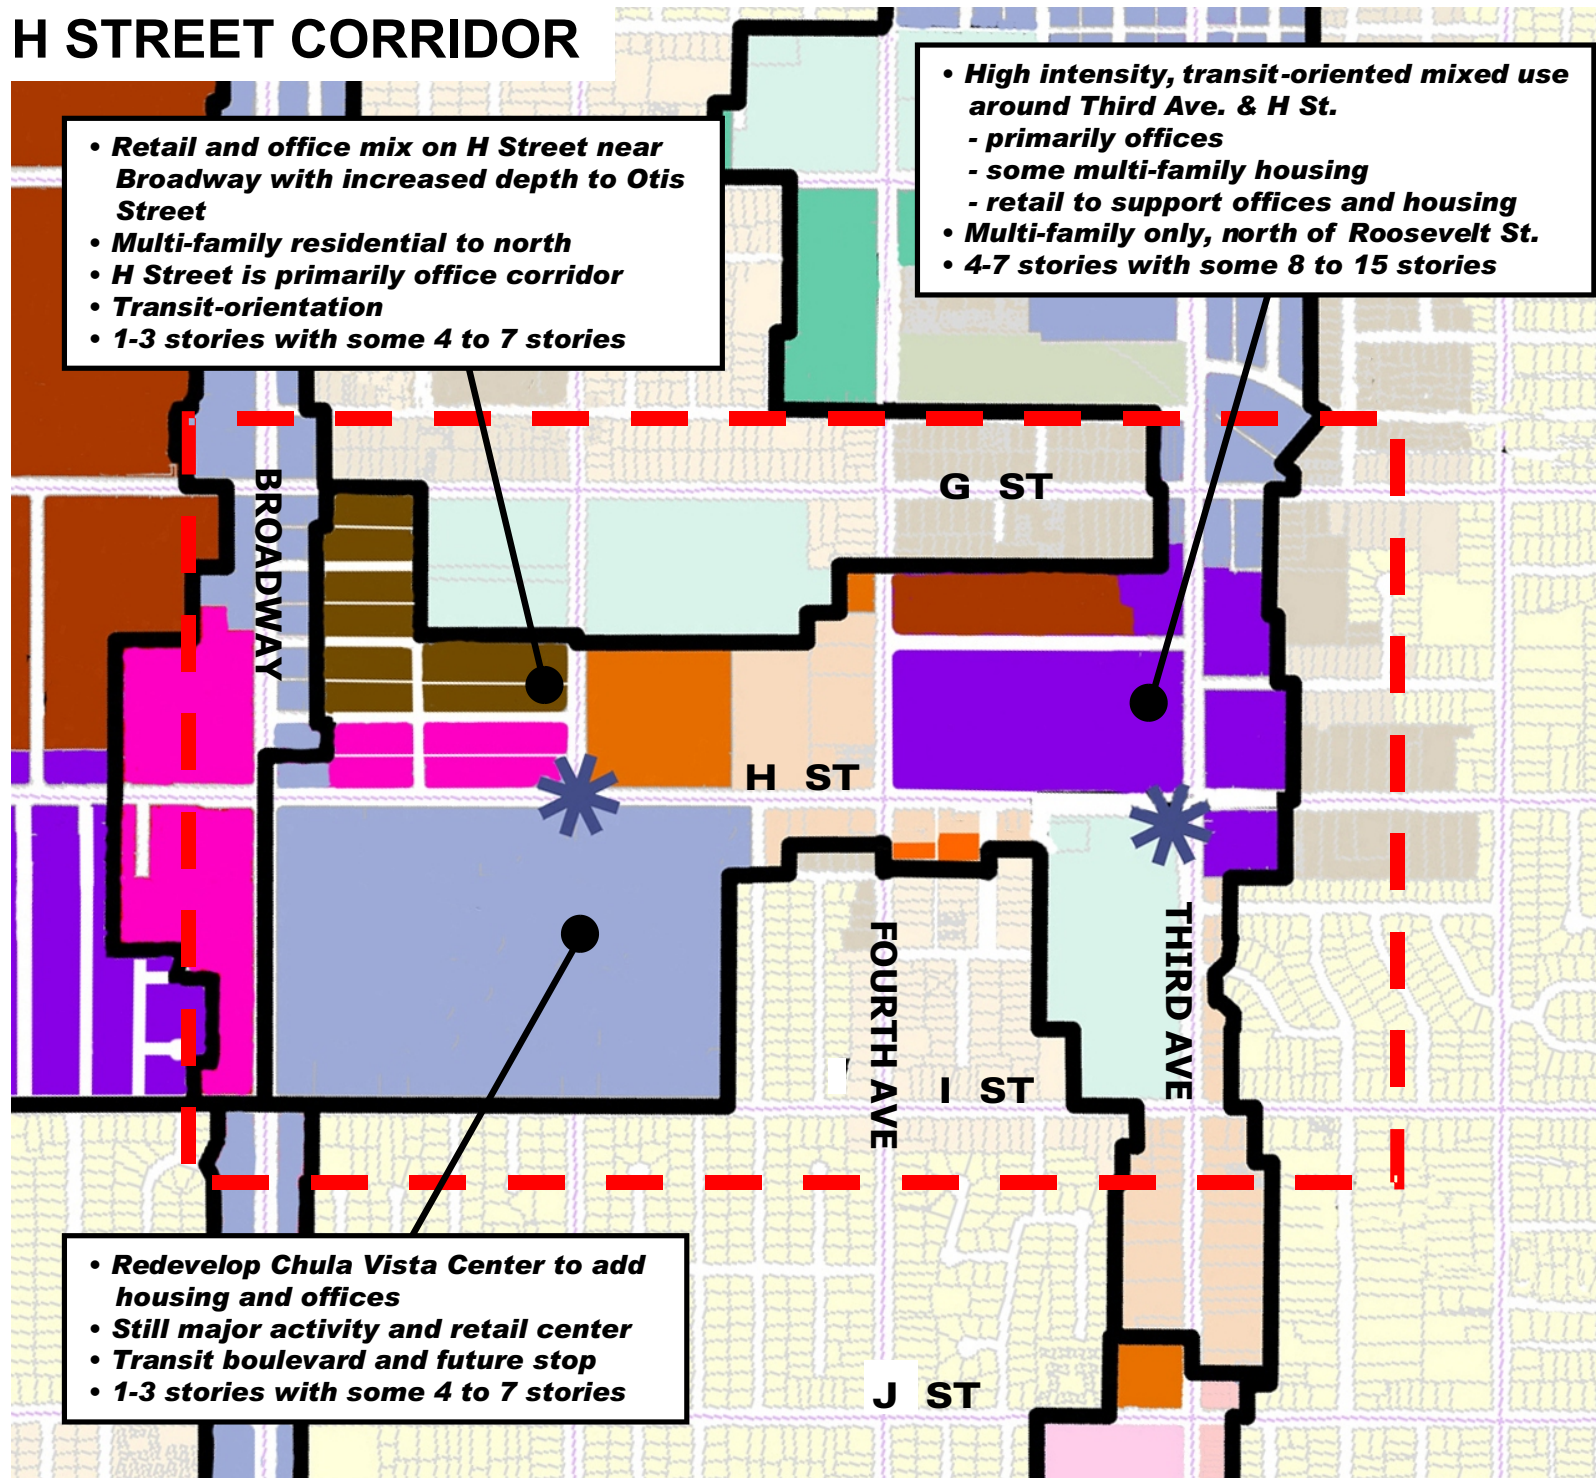 H STREET CORRIDOR
• High intensity, transit-oriented mixed use
around Third Ave. & H St.
- primarily offices
- some multi-family housing
- retail to support offices and housing
• Multi-family only, north of Roosevelt St.
• 4-7 stories with some 8 to 15 stories
• Retail and office mix on H Street near
Broadway with increased depth to Otis
Street
• Multi-family residential to north
• H Street is primarily office corridor
• Transit-orientation
• 1-3 stories with some 4 to 7 stories
G ST
BROADWAY
H ST
THIRD AVE
FOURTH AVE
I ST
• Redevelop Chula Vista Center to add
housing and offices
• Still major activity and retail center
• Transit boulevard and future stop
• 1-3 stories with some 4 to 7 stories
J ST